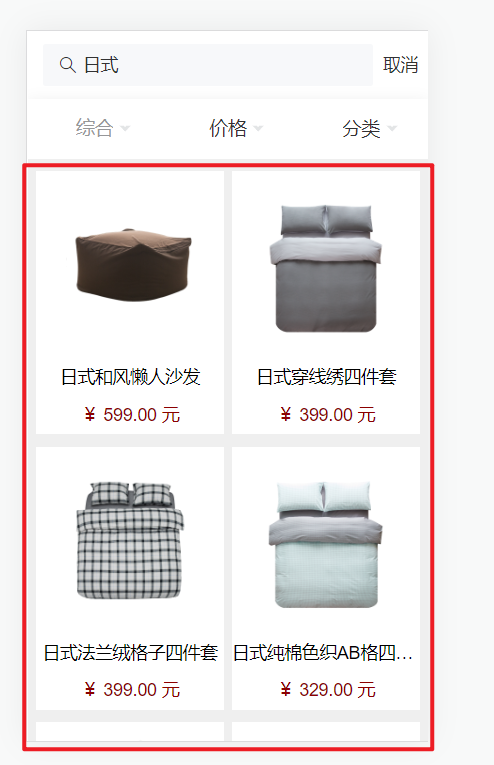 日式 取消
综合 价格 分类
日式和风懒人沙发 日式穿线绣四件套
¥ 599.00 元 ¥ 399.00 元
日式法兰绒格子四件套 日式纯棉色织AB格四...
¥ 399.00 元 ¥ 329.00 元